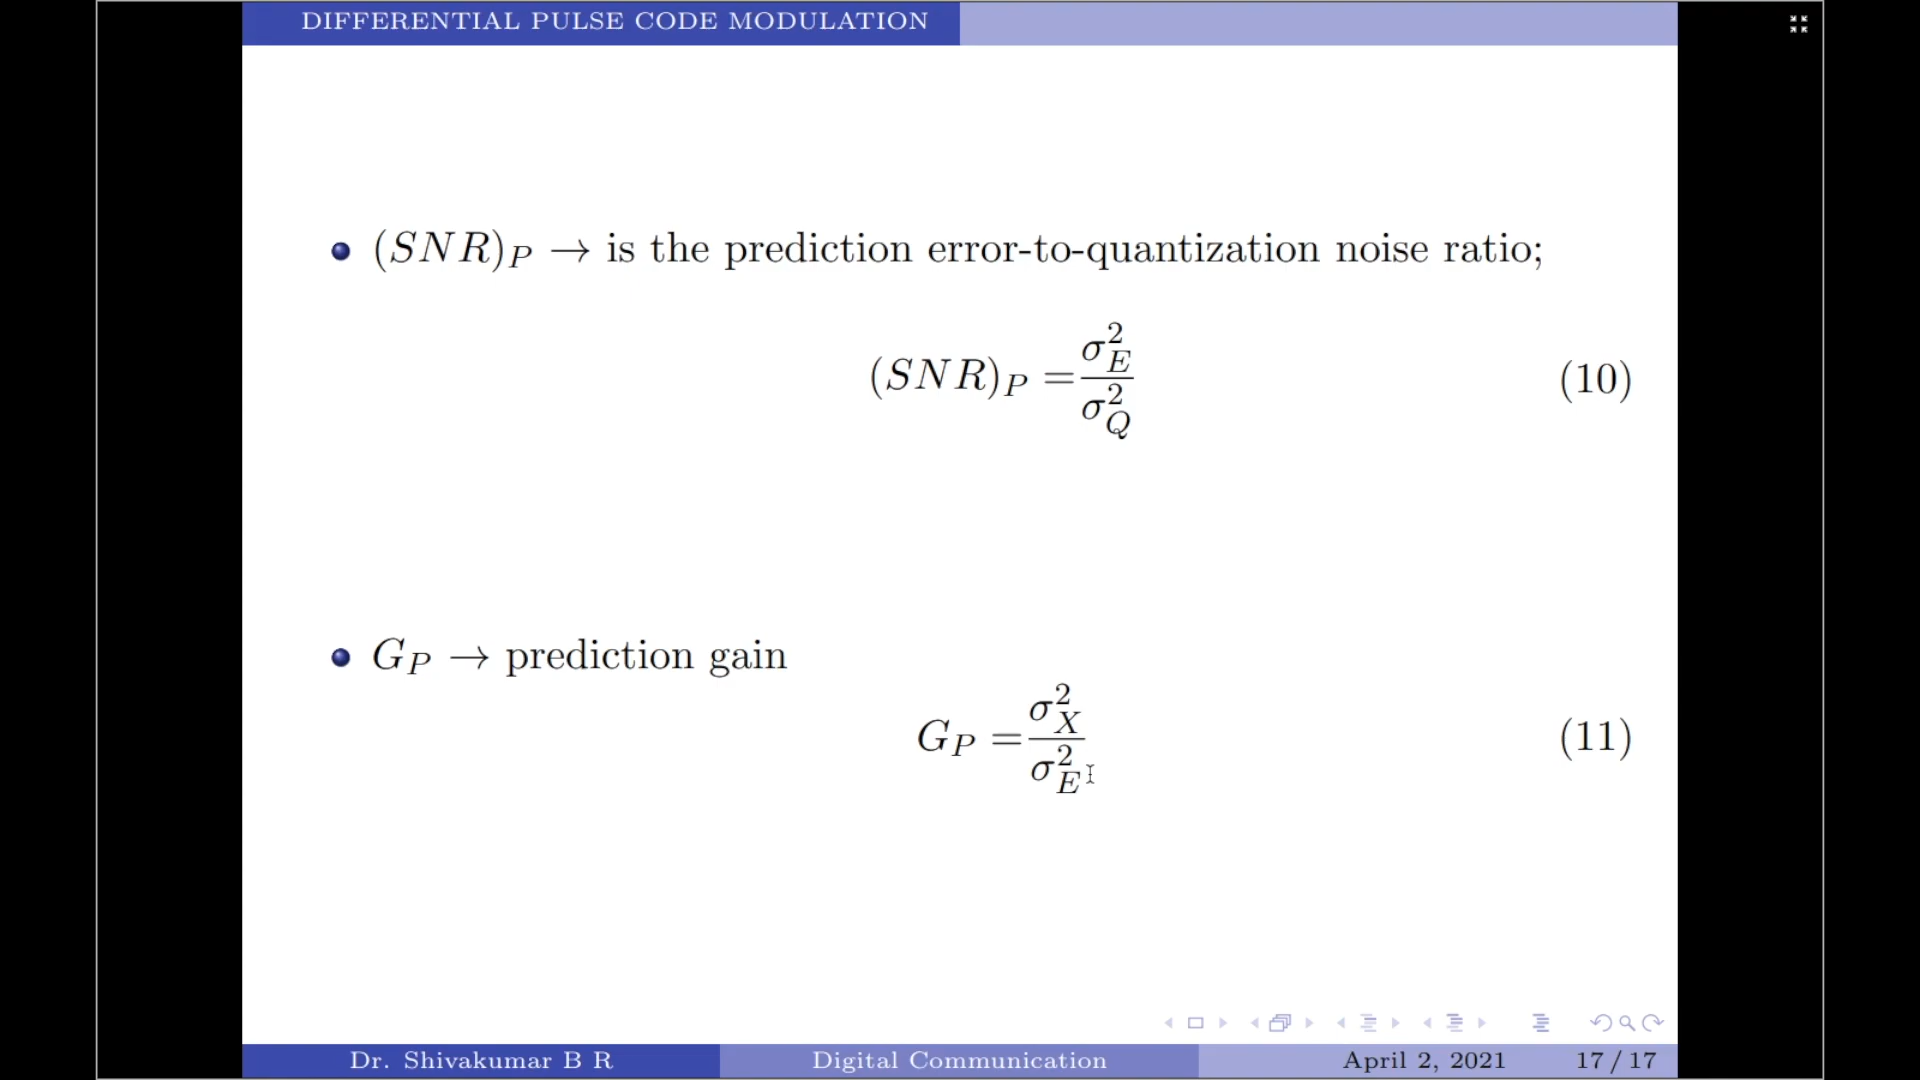 DIFFERENTIAL PULSE CODE MODULATION
(SNR)_P → is the prediction error-to-quantization noise ratio;
(SNR)_P = σ_E^2 / σ_Q^2 (10)
G_P → prediction gain
G_P = σ_X^2 / σ_E^2 (11)
Dr. Shivakumar B R Digital Communication April 2, 2021 17 / 17